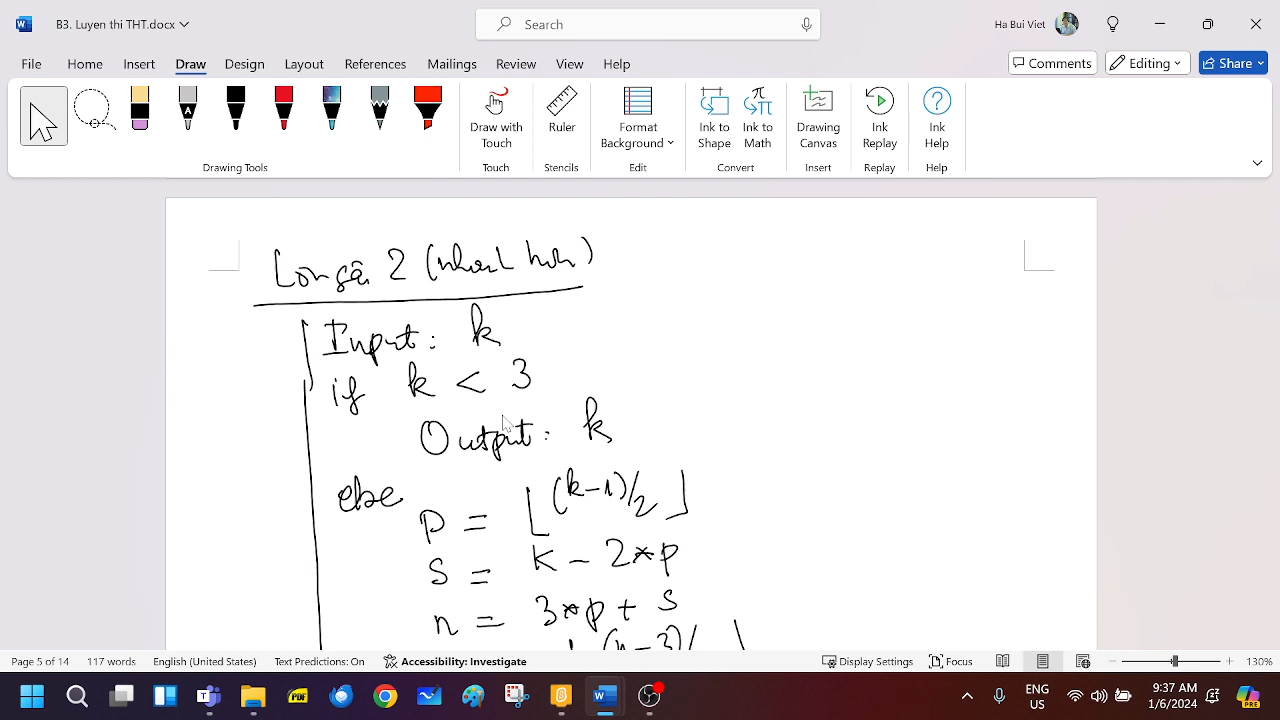 B3. Luyen thi THT.docx
Search
Ha Bui Viet
File Home Insert Draw Design Layout References Mailings Review View Help
Comments Editing Share
Draw with Touch
Ruler
Format Background
Ink to Shape
Ink to Math
Drawing Canvas
Ink Replay
Ink Help
Drawing Tools Touch Stencils Edit Convert Insert Replay Help
2
Input: k
if k < 3
Output: k
else
p = ⌊(k-1)/2⌋
S = k - 2*p
n = 3*p + S
(n-3)/
Page 5 of 14 117 words English (United States) Text Predictions: On Accessibility: Investigate Display Settings Focus 130%
ENG
US
9:37 AM
1/6/2024
PDF
PRE